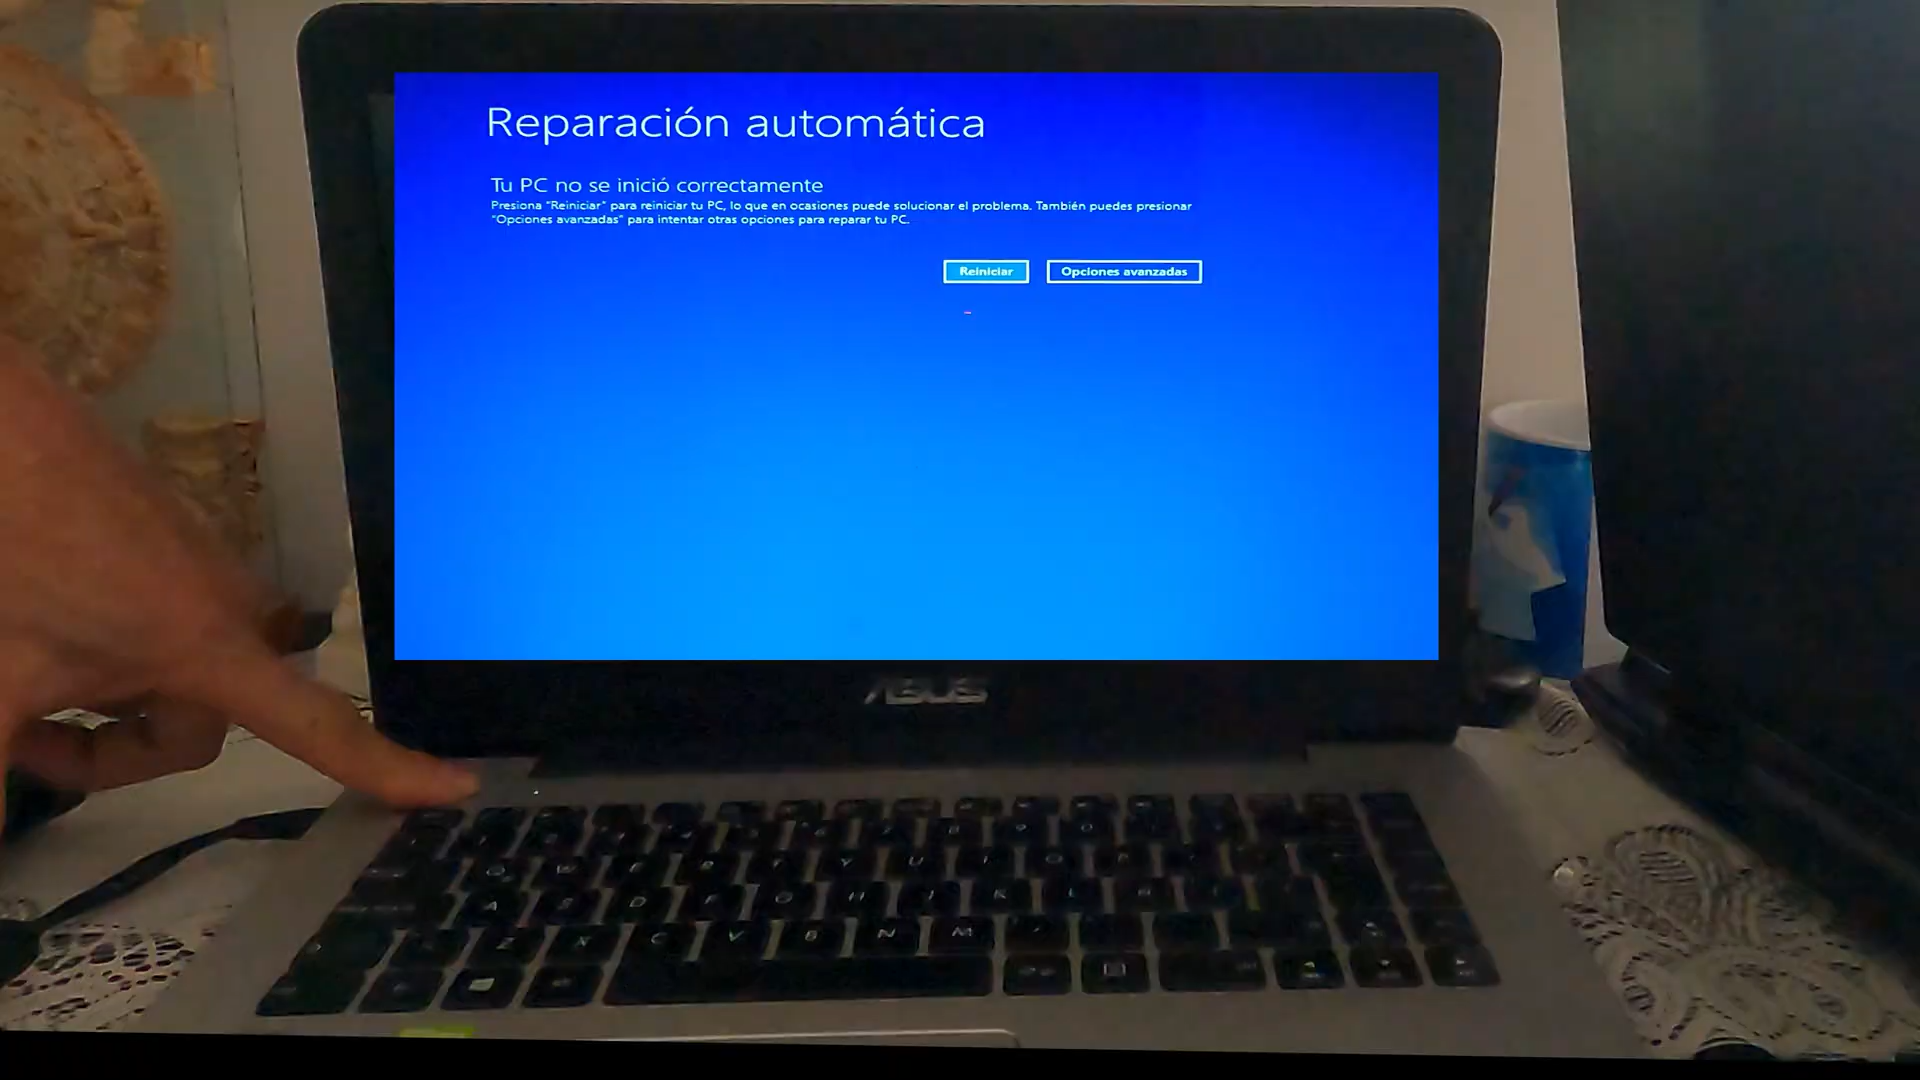 Reparación automática
Tu PC no se inició correctamente
Presiona "Reiniciar" para reiniciar tu PC, lo que en ocasiones puede solucionar el problema. También puedes presionar
"Opciones avanzadas" para intentar otras opciones para reparar tu PC.
Reiniciar Opciones avanzadas
ASUS
Q W E R T Y U I O P
A S D F G H J K L Ñ
Z X C V B N M